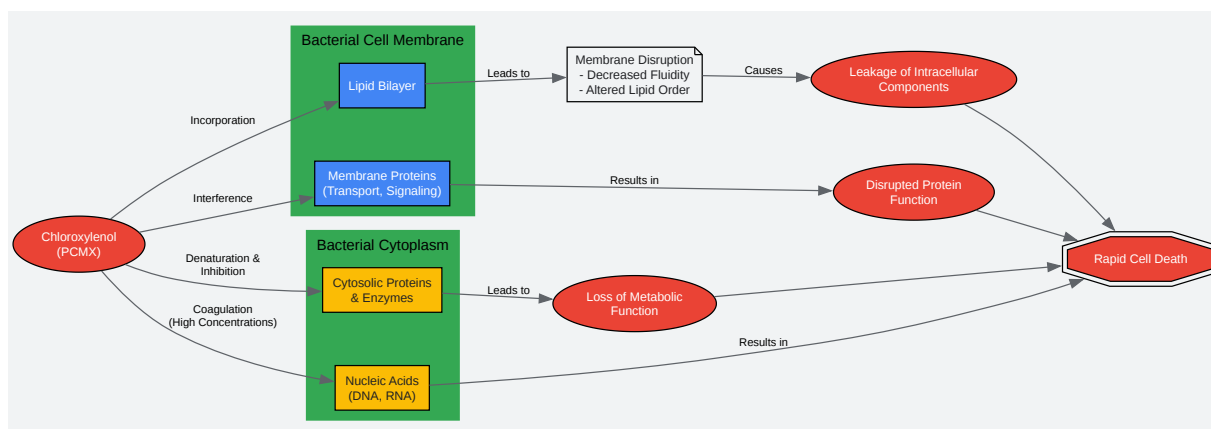 Bacterial Cell Membrane
Lipid Bilayer
Leads to
Membrane Disruption
- Decreased Fluidity
- Altered Lipid Order
Causes
Leakage of Intracellular
Components
Incorporation
Membrane Proteins
(Transport, Signaling)
Results in
Disrupted Protein
Function
Interference
Chloroxylenol
(PCMX)
Bacterial Cytoplasm
Denaturation &
Inhibition
Cytosolic Proteins
& Enzymes
Leads to
Loss of Metabolic
Function
Rapid Cell Death
Coagulation
(High Concentrations)
Nucleic Acids
(DNA, RNA)
Results in